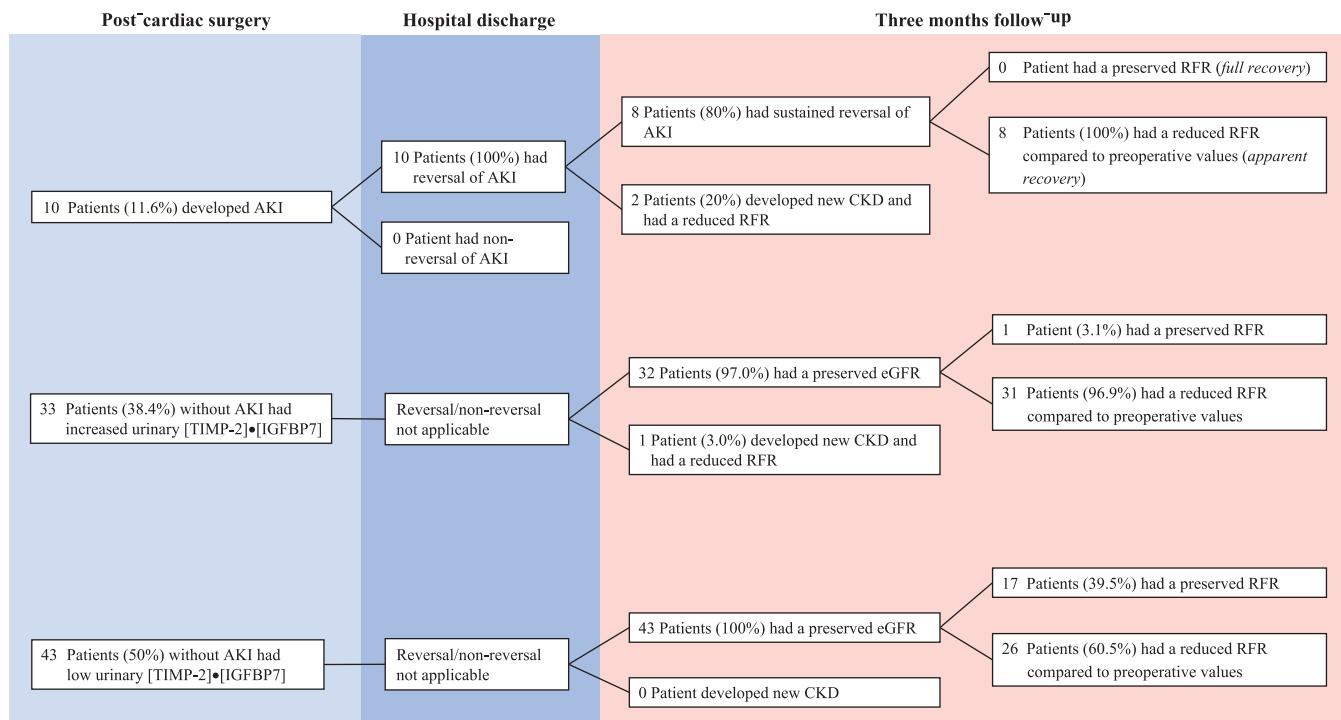 Post-cardiac surgery
Hospital discharge
Three months follow-up
0 Patient had a preserved RFR (full recovery)
8 Patients (80%) had sustained reversal of
AKI
8 Patients (100%) had a reduced RFR
compared to preoperative values (apparent
recovery)
10 Patients (100%) had
reversal of AKI
10 Patients (11.6%) developed AKI
2 Patients (20%) developed new CKD and
had a reduced RFR
0 Patient had non-
reversal of AKI
1 Patient (3.1%) had a preserved RFR
32 Patients (97.0%) had a preserved eGFR
31 Patients (96.9%) had a reduced RFR
compared to preoperative values
33 Patients (38.4%) without AKI had
increased urinary [TIMP-2]•[IGFBP7]
Reversal/non-reversal
not applicable
1 Patient (3.0%) developed new CKD and
had a reduced RFR
17 Patients (39.5%) had a preserved RFR
43 Patients (100%) had a preserved eGFR
26 Patients (60.5%) had a reduced RFR
compared to preoperative values
43 Patients (50%) without AKI had
low urinary [TIMP-2]•[IGFBP7]
Reversal/non-reversal
not applicable
0 Patient developed new CKD